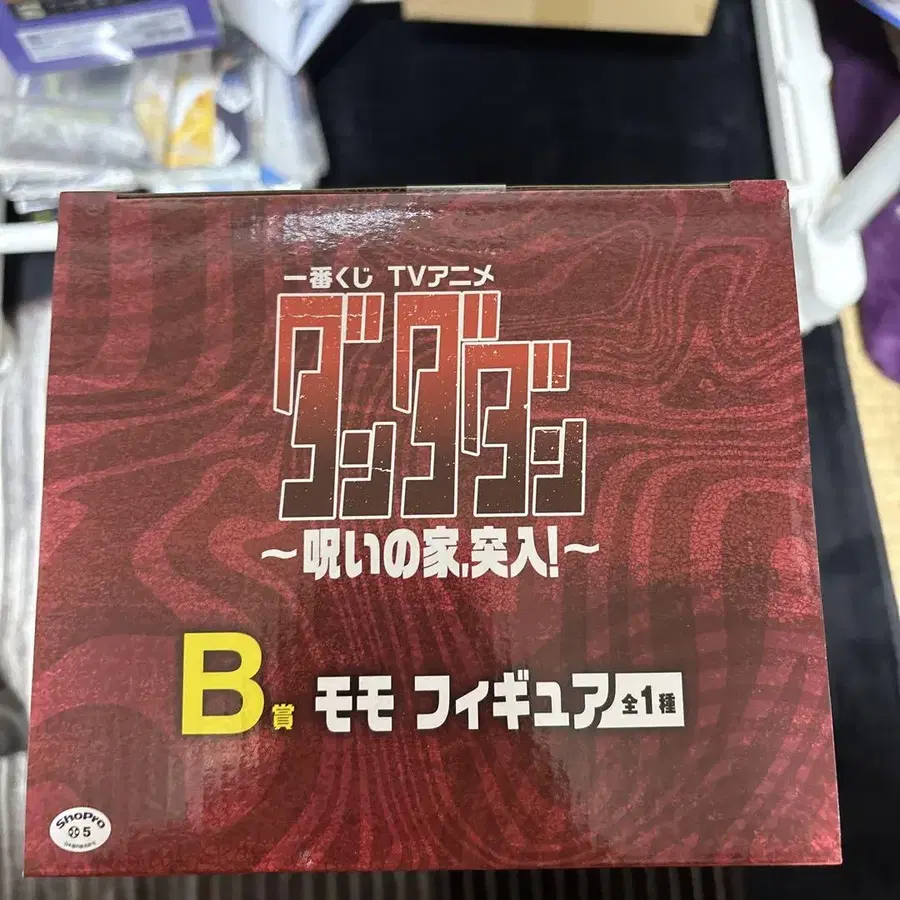 一番くじ TVアニメ
ダンダダン
~呪いの家、突入!~
B賞 モモ フィギュア 全1種
ShoPro
5